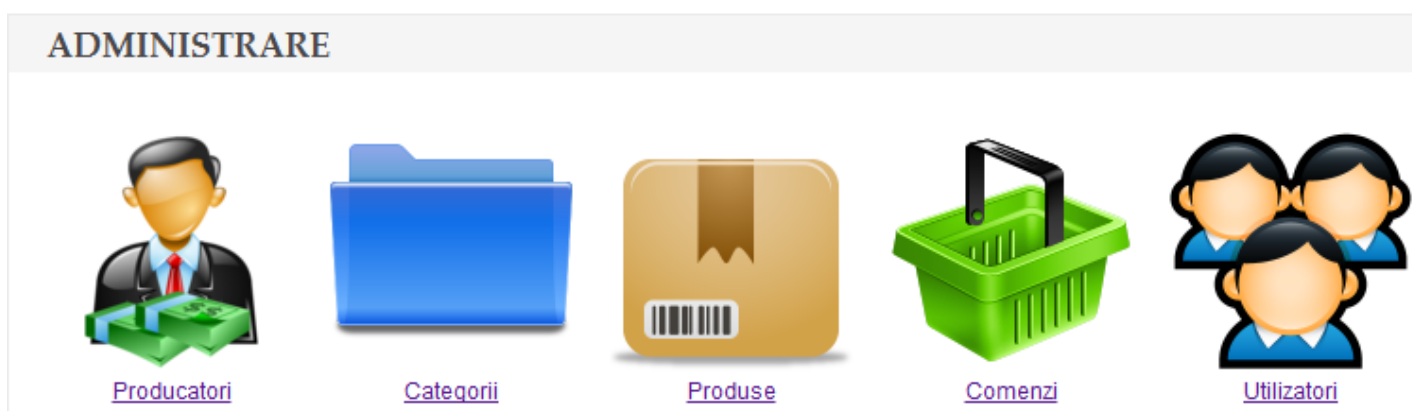 ADMINISTRARE
Producatori
Categorii
Produse
Comenzi
Utilizatori